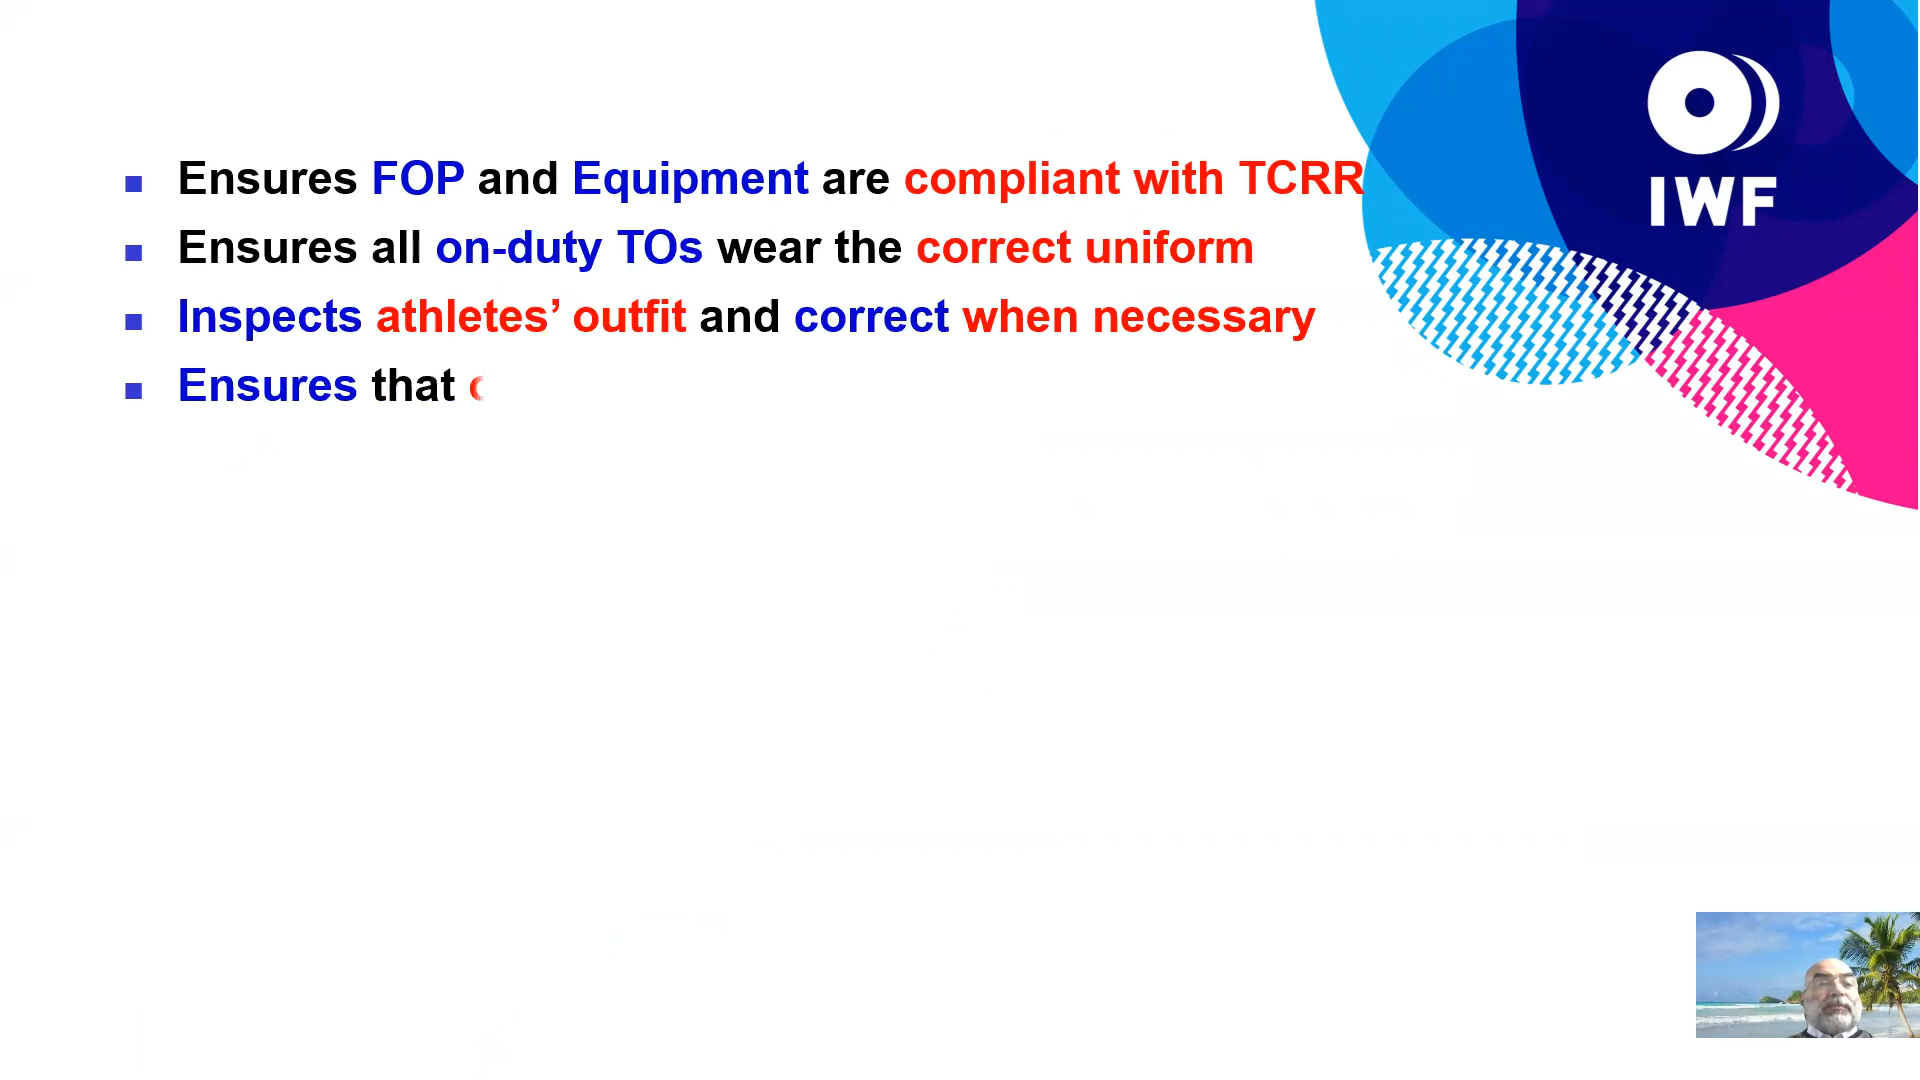 Ensures FOP and Equipment are compliant with TCRR
Ensures all on-duty TOs wear the correct uniform
Inspects athletes’ outfit and correct when necessary
Ensures that
IWF